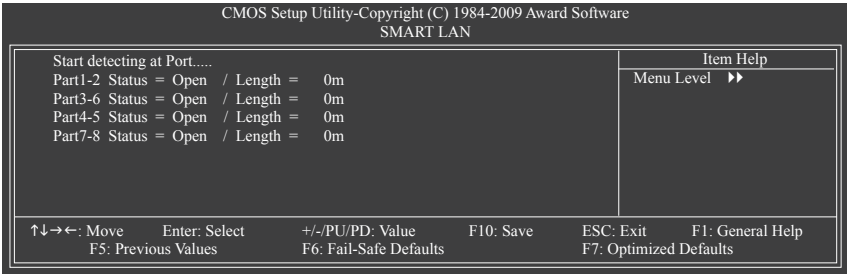 CMOS Setup Utility-Copyright (C) 1984-2009 Award Software
SMART LAN
Start detecting at Port.....
Part1-2 Status = Open / Length = 0m
Part3-6 Status = Open / Length = 0m
Part4-5 Status = Open / Length = 0m
Part7-8 Status = Open / Length = 0m
Item Help
Menu Level ▶▶
↑↓→←: Move Enter: Select +/-/PU/PD: Value F10: Save ESC: Exit F1: General Help
F5: Previous Values F6: Fail-Safe Defaults F7: Optimized Defaults